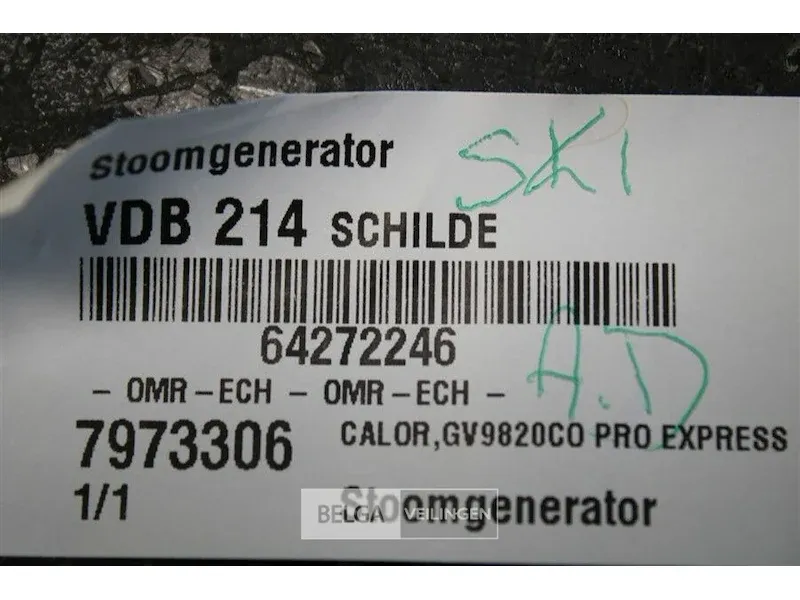 Stoomgenerator
SK1
VDB 214 SCHILDE
64272246
A.D
- OMR-ECH - OMR-ECH -
7973306 CALOR,GV9820CO PRO EXPRESS
1/1 Stoomgenerator
BELGA VEILINGEN